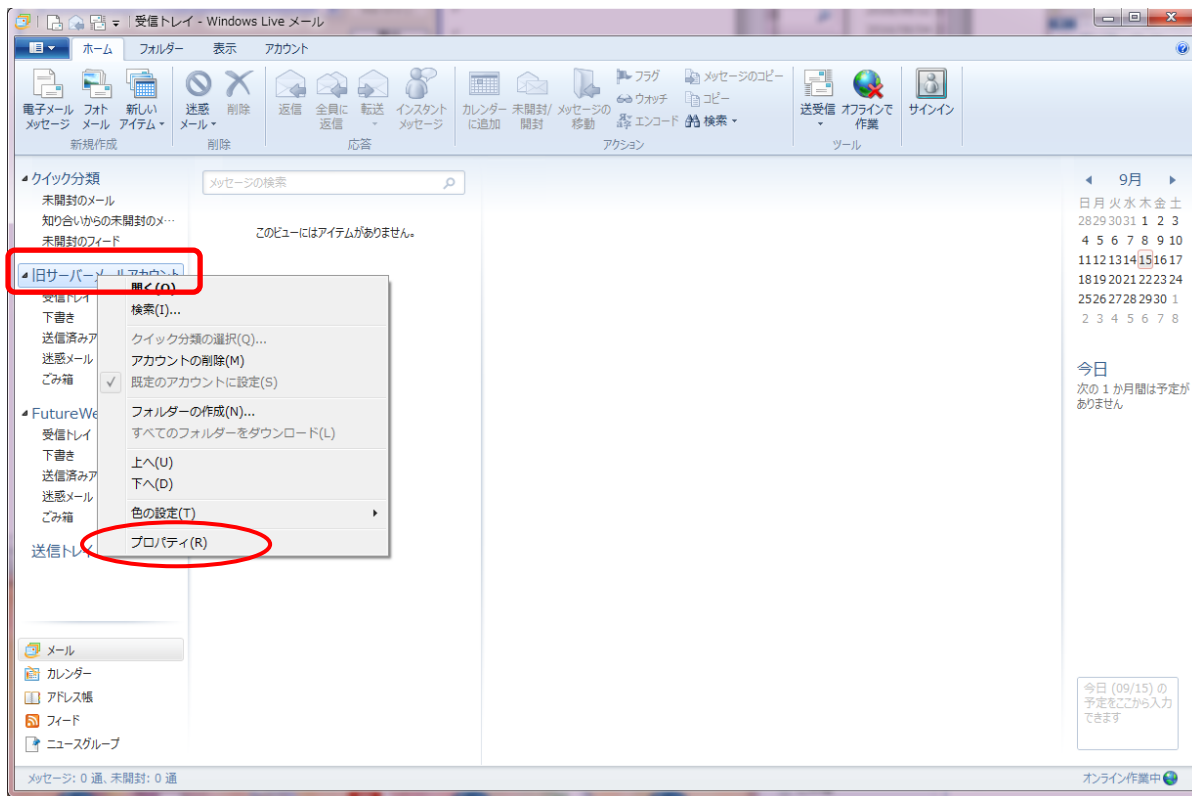 受信トレイ - Windows Live メール
ホーム フォルダー 表示 アカウント
電子メール メッセージ
フォト メール
新しい アイテム
迷惑 メール
削除
返信
全員に 返信
転送
インスタント メッセージ
カレンダー に追加
未開封/ 開封
メッセージの 移動
フラグ
ウォッチ
エンコード
メッセージのコピー
コピー
検索
送受信
オフラインで 作業
サインイン
新規作成 削除 応答 アクション ツール
クイック分類
未開封のメール
知り合いからの未開封のメ…
未開封のフィード
旧サーバーメールアカウント
受信トレイ
下書き
送信済みア
迷惑メール
ごみ箱
FutureWe
受信トレイ
下書き
送信済みア
迷惑メール
ごみ箱
送信トレイ
開く(O)
検索(I)...
クイック分類の選択(Q)...
アカウントの削除(M)
既定のアカウントに設定(S)
フォルダーの作成(N)...
すべてのフォルダーをダウンロード(L)
上へ(U)
下へ(D)
色の設定(T)
プロパティ(R)
メッセージの検索
このビューにはアイテムがありません。
9月
日 月 火 水 木 金 土
28 29 30 31 1 2 3
4 5 6 7 8 9 10
11 12 13 14 15 16 17
18 19 20 21 22 23 24
25 26 27 28 29 30 1
2 3 4 5 6 7 8
今日
次の 1 か月間は予定が
ありません
今日 (09/15) の
予定をここから入力
できます
メール
カレンダー
アドレス帳
フィード
ニュースグループ
メッセージ: 0 通、未開封: 0 通
オンライン作業中